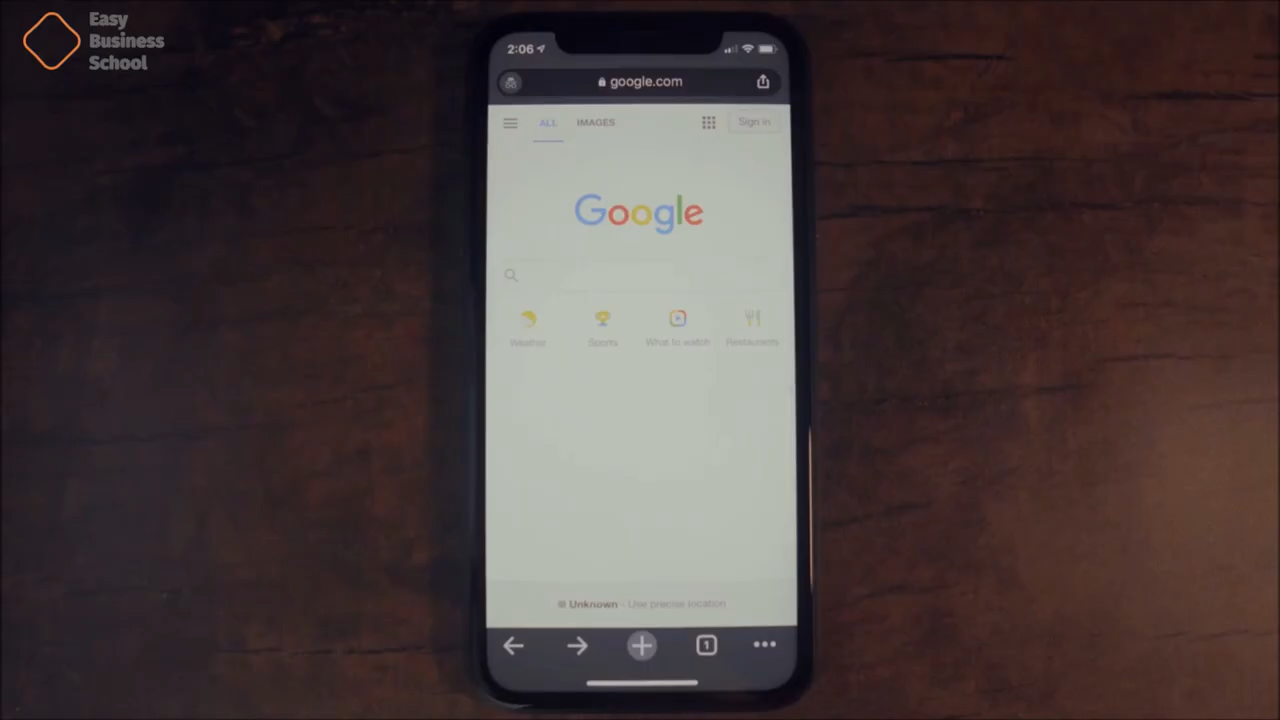 Easy
Business
School
2:06
google.com
ALL IMAGES Sign in
Google
Weather Sports What to watch Restaurants
Unknown - Use precise location
1